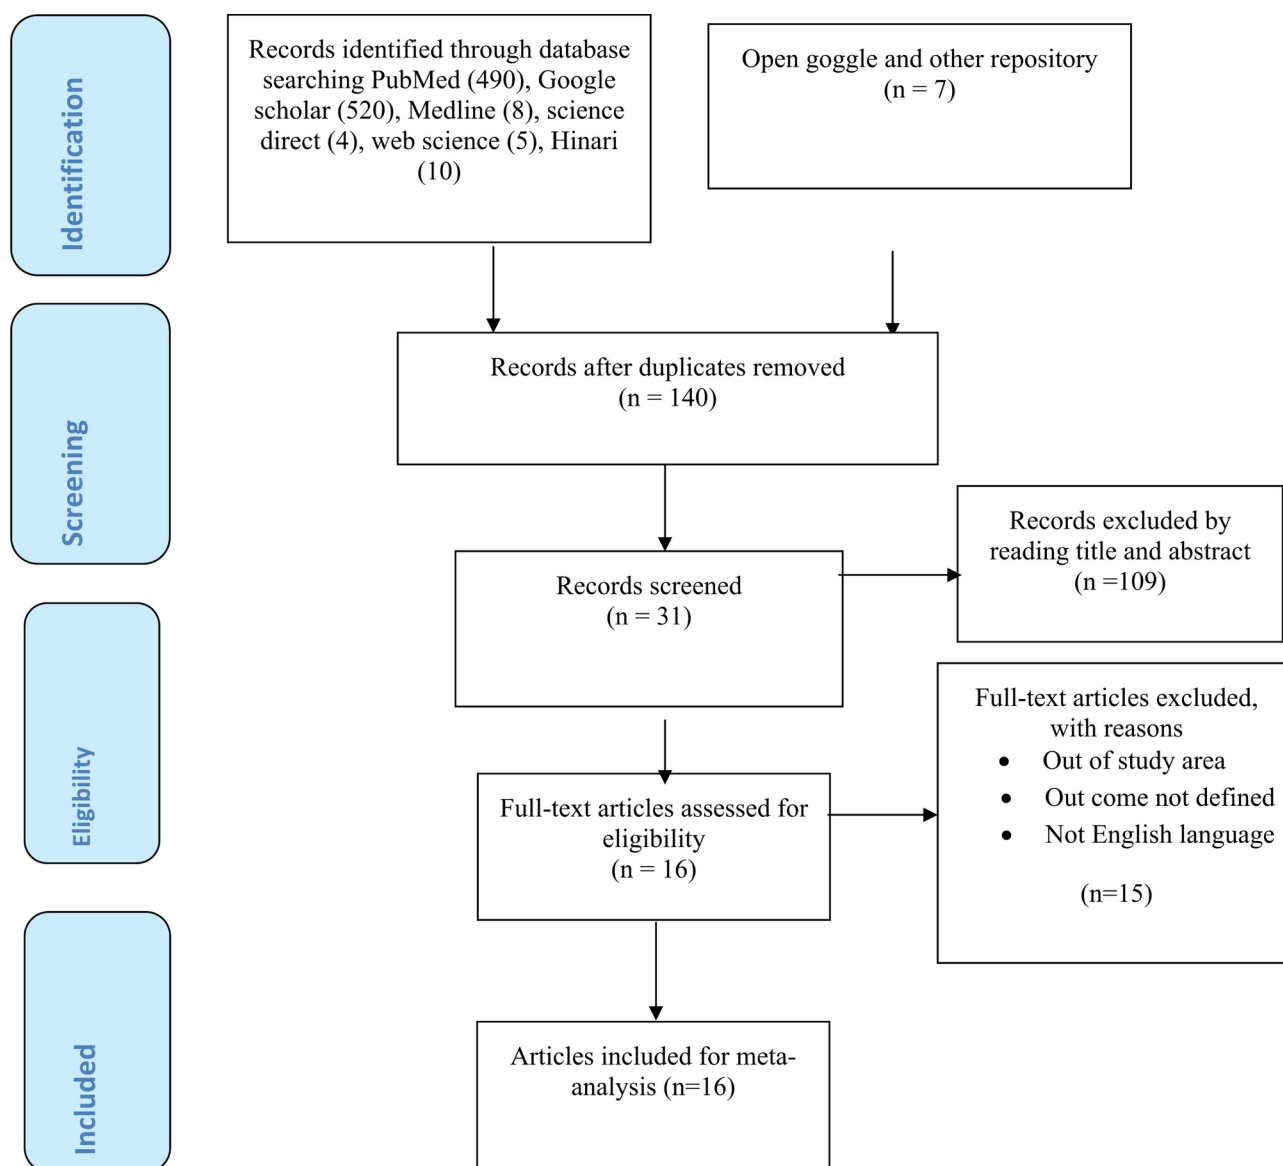 Identification
Records identified through database
searching PubMed (490), Google
scholar (520), Medline (8), science
direct (4), web science (5), Hinari
(10)
Open goggle and other repository
(n = 7)
Screening
Records after duplicates removed
(n = 140)
Records screened
(n = 31)
Records excluded by
reading title and abstract
(n =109)
Eligibility
Full-text articles assessed for
eligibility
(n = 16)
Full-text articles excluded,
with reasons
• Out of study area
• Out come not defined
• Not English language
(n=15)
Included
Articles included for meta-
analysis (n=16)